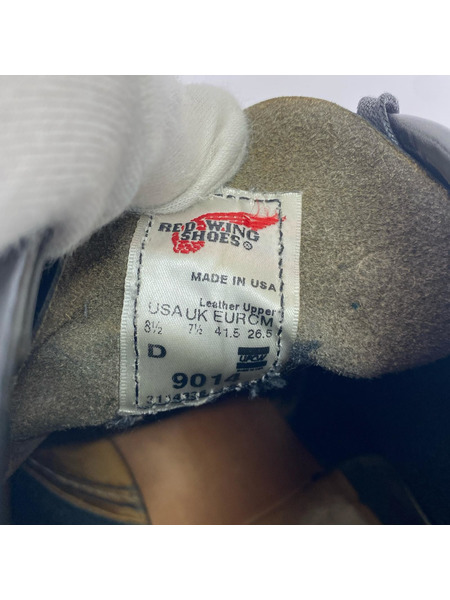 RED WING
SHOES®
MADE IN USA
Leather Upper
USA UK EUR CM
8½ 7½ 41.5 26.5
D
UFCW
9014